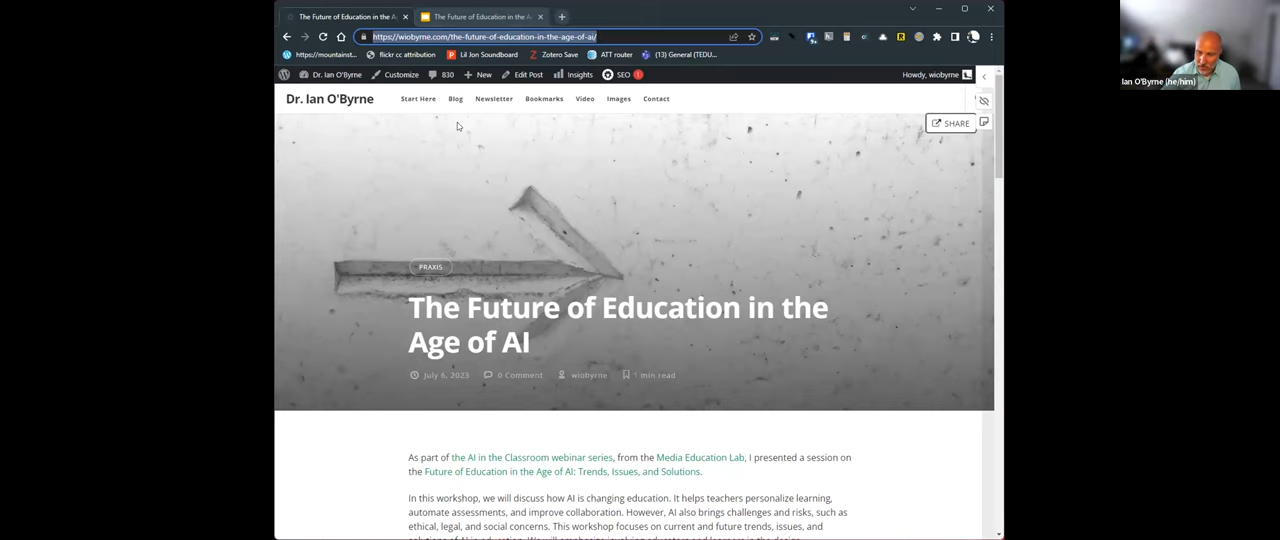 The Future of Education in the A
The Future of Education in the A
https://wiobyrne.com/the-future-of-education-in-the-age-of-ai/
https://mountainst...
flickr cc attribution
Lil Jon Soundboard
Zotero Save
ATT router
(13) General (TEDU...
Dr. Ian O'Byrne
Customize
830
New
Edit Post
Insights
SEO
Howdy, wiobyrne
Dr. Ian O'Byrne
Start Here
Blog
Newsletter
Bookmarks
Video
Images
Contact
SHARE
PRAXIS
The Future of Education in the
Age of AI
July 6, 2023
0 Comment
wiobyrne
1 min read
As part of the AI in the Classroom webinar series, from the Media Education Lab, I presented a session on
the Future of Education in the Age of AI: Trends, Issues, and Solutions.
In this workshop, we will discuss how AI is changing education. It helps teachers personalize learning,
automate assessments, and improve collaboration. However, AI also brings challenges and risks, such as
ethical, legal, and social concerns. This workshop focuses on current and future trends, issues, and
Ian O'Byrne (he/him)